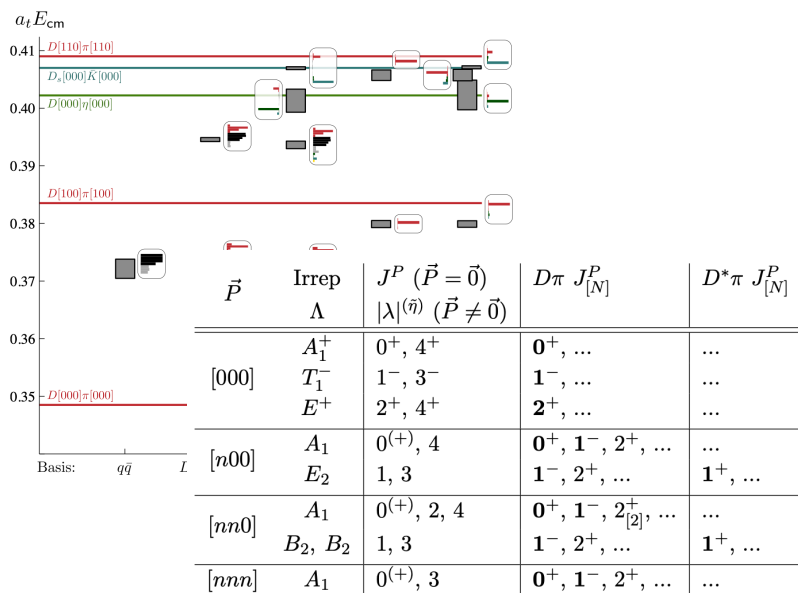 a_t E_cm
0.41
D[110]π[110]
D_s[000]K̄[000]
0.40
D[000]η[000]
0.39
D[100]π[100]
0.38
0.37
0.36
D[000]π[000]
0.35
Basis: qq̄
P⃗ Irrep Λ J^P (P⃗ = 0⃗) |λ|^(η̃) (P⃗ ≠ 0⃗) Dπ J^P_[N] D*π J^P_[N]
[000] A_1^+ 0^+, 4^+ 0^+, ... ...
T_1^- 1^-, 3^- 1^-, ... ...
E^+ 2^+, 4^+ 2^+, ... ...
[n00] A_1 0^(+), 4 0^+, 1^-, 2^+, ... ...
E_2 1, 3 1^-, 2^+, ... 1^+, ...
[nn0] A_1 0^(+), 2, 4 0^+, 1^-, 2^+_[2], ... ...
B_2, B_2 1, 3 1^-, 2^+, ... 1^+, ...
[nnn] A_1 0^(+), 3 0^+, 1^-, 2^+, ... ...